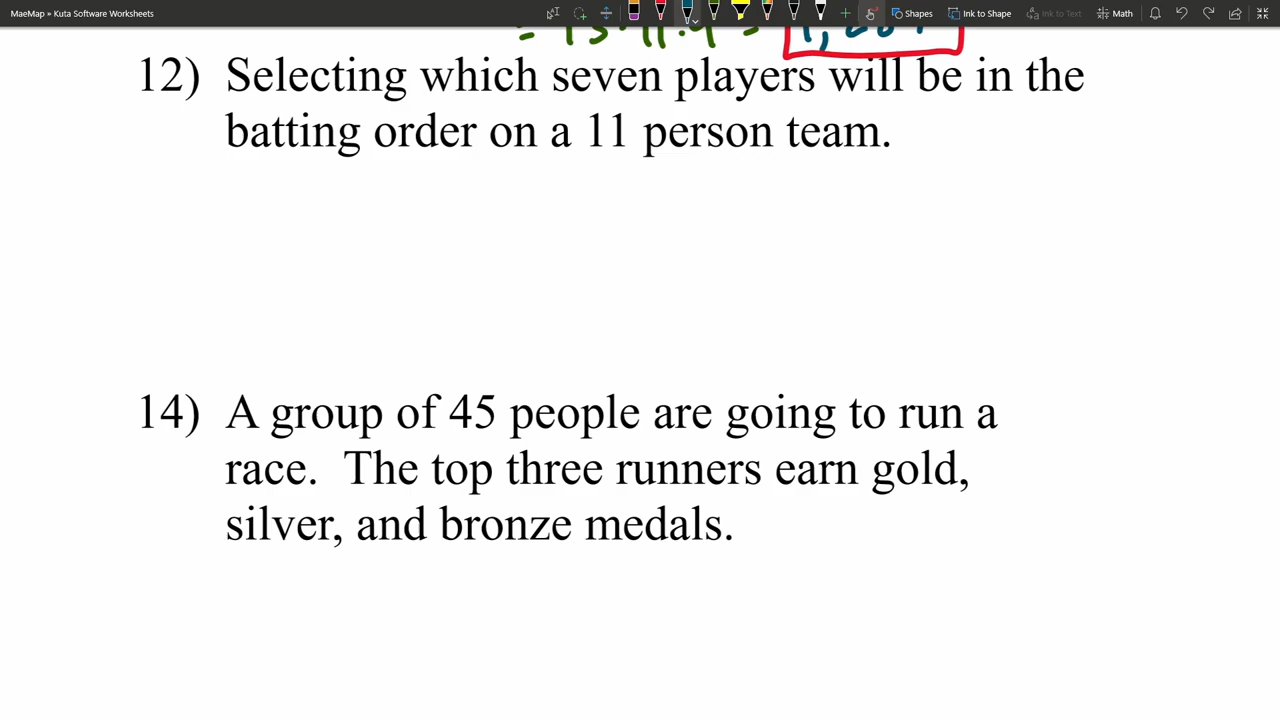 MaeMap » Kuta Software Worksheets
Shapes
Ink to Shape
Ink to Text
Math
12) Selecting which seven players will be in the
batting order on a 11 person team.
14) A group of 45 people are going to run a
race. The top three runners earn gold,
silver, and bronze medals.